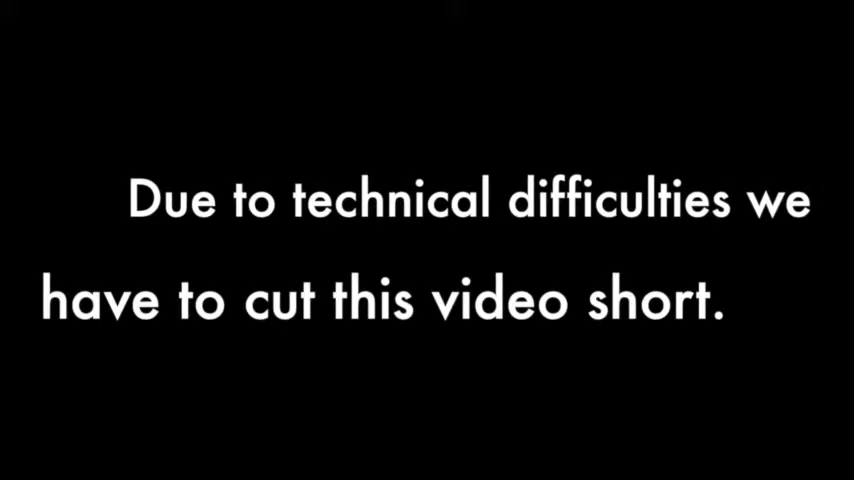 Due to technical difficulties we
have to cut this video short.